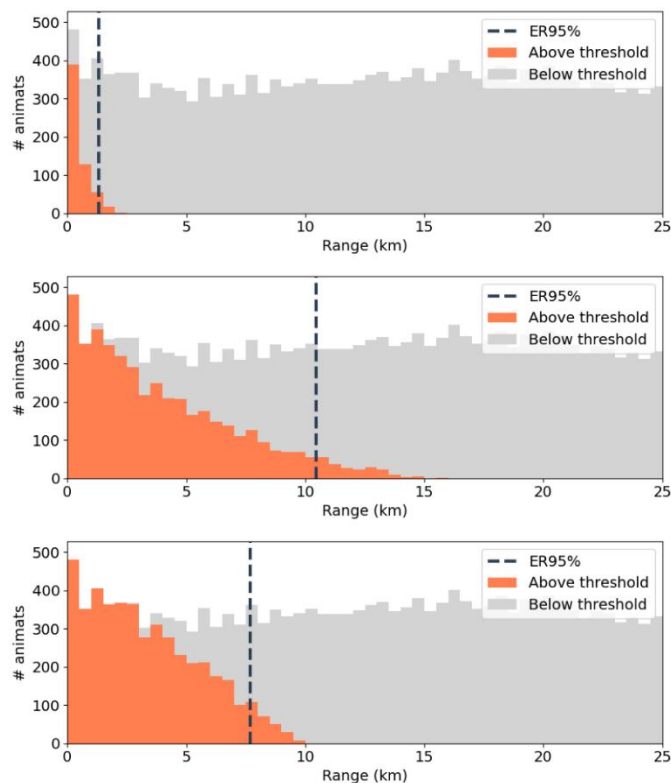 500
400
300
200
100
0
# animats
ER95%
Above threshold
Below threshold
0 5 10 15 20 25
Range (km)
500
400
300
200
100
0
# animats
ER95%
Above threshold
Below threshold
0 5 10 15 20 25
Range (km)
500
400
300
200
100
0
# animats
ER95%
Above threshold
Below threshold
0 5 10 15 20 25
Range (km)